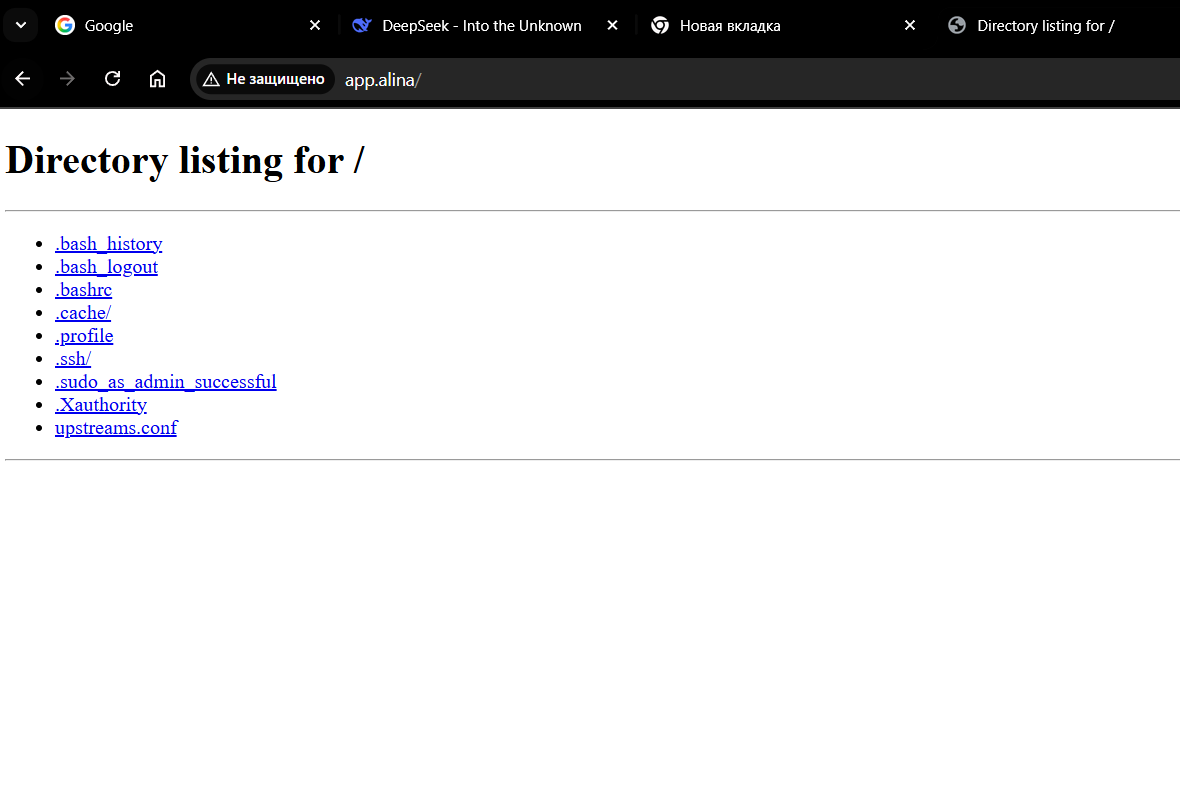 Google
DeepSeek - Into the Unknown
Новая вкладка
Directory listing for /
Не защищено
app.alina/
Directory listing for /
.bash_history
.bash_logout
.bashrc
.cache/
.profile
.ssh/
.sudo_as_admin_successful
.Xauthority
upstreams.conf